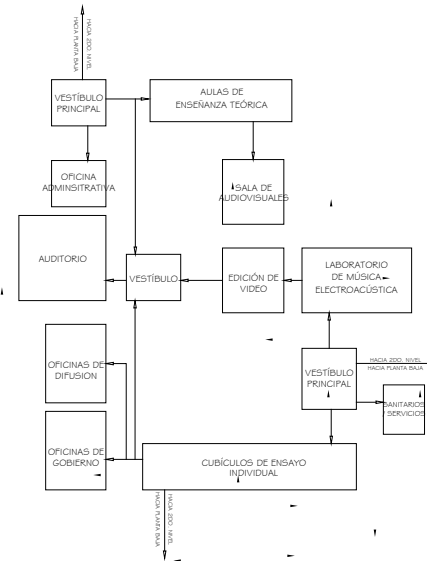 HACIA PLANTA BAJA
HACIA 2DO. NIVEL
VESTÍBULO
PRINCIPAL
AULAS DE
ENSEÑANZA TEÓRICA
OFICINA
ADMINSITRATIVA
SALA DE
AUDIOVISUALES
AUDITORIO
VESTÍBULO
EDICIÓN DE
VIDEO
LABORATORIO
DE MÚSICA
ELECTROACÚSTICA
OFICINAS DE
DIFUSION
VESTÍBULO
PRINCIPAL
HACIA 2DO. NIVEL
HACIA PLANTA BAJA
SANITARIOS
Y SERVICIOS
OFICINAS DE
GOBIERNO
CUBÍCULOS DE ENSAYO
INDIVIDUAL
HACIA PLANTA BAJA
HACIA 2DO. NIVEL